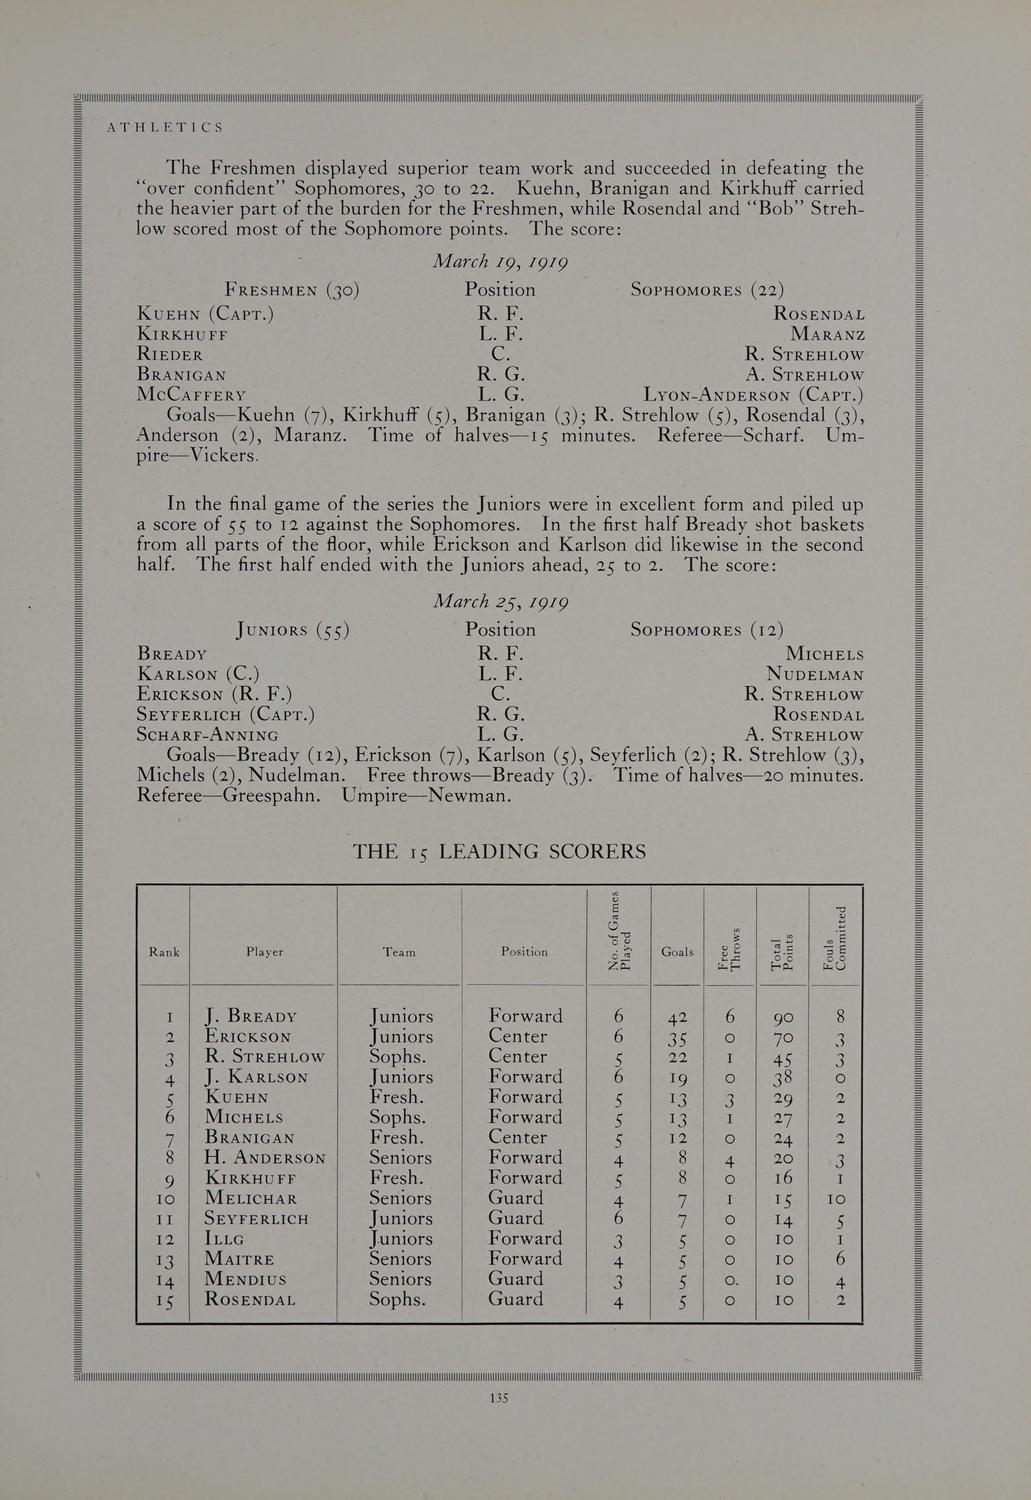 ATHLETICS
The Freshmen displayed superior team work and succeeded in defeating the
“over confident” Sophomores, 30 to 22. Kuehn, Branigan and Kirkhuff carried
the heavier part of the burden for the Freshmen, while Rosendal and “Bob” Streh-
low scored most of the Sophomore points. The score:
March 19, 1919
FRESHMEN (30) Position SOPHOMORES (22)
KUEHN (CAPT.) R. F. ROSENDAL
KIRKHUFF L. F. MARANZ
RIEDER C. R. STREHLOW
BRANIGAN R. G. A. STREHLOW
MCCAFFERY L. G. LYON-ANDERSON (CAPT.)
Goals—Kuehn (7), Kirkhuff (5), Branigan (3); R. Strehlow (5), Rosendal (3),
Anderson (2), Maranz. Time of halves—15 minutes. Referee—Scharf. Um-
pire—Vickers.
In the final game of the series the Juniors were in excellent form and piled up
a score of 55 to 12 against the Sophomores. In the first half Bready shot baskets
from all parts of the floor, while Erickson and Karlson did likewise in the second
half. The first half ended with the Juniors ahead, 25 to 2. The score:
March 25, 1919
JUNIORS (55) Position SOPHOMORES (12)
BREADY R. F. MICHELS
KARLSON (C.) L. F. NUDELMAN
ERICKSON (R. F.) C. R. STREHLOW
SEYFERLICH (CAPT.) R. G. ROSENDAL
SCHARF-ANNING L. G. A. STREHLOW
Goals—Bready (12), Erickson (7), Karlson (5), Seyferlich (2); R. Strehlow (3),
Michels (2), Nudelman. Free throws—Bready (3). Time of halves—20 minutes.
Referee—Greespahn. Umpire—Newman.
THE 15 LEADING SCORERS
Rank Player Team Position No. of Games Played Goals Free Throws Total Points Fouls Committed
1 J. BREADY Juniors Forward 6 42 6 90 8
2 ERICKSON Juniors Center 6 35 0 70 3
3 R. STREHLOW Sophs. Center 5 22 1 45 3
4 J. KARLSON Juniors Forward 6 19 0 38 0
5 KUEHN Fresh. Forward 5 13 3 29 2
6 MICHELS Sophs. Forward 5 13 1 27 2
7 BRANIGAN Fresh. Center 5 12 0 24 2
8 H. ANDERSON Seniors Forward 4 8 4 20 3
9 KIRKHUFF Fresh. Forward 5 8 0 16 1
10 MELICHAR Seniors Guard 4 7 1 15 10
11 SEYFERLICH Juniors Guard 6 7 0 14 5
12 ILLG Juniors Forward 3 5 0 10 1
13 MAITRE Seniors Forward 4 5 0 10 6
14 MENDIUS Seniors Guard 3 5 0. 10 4
15 ROSENDAL Sophs. Guard 4 5 0 10 2
135